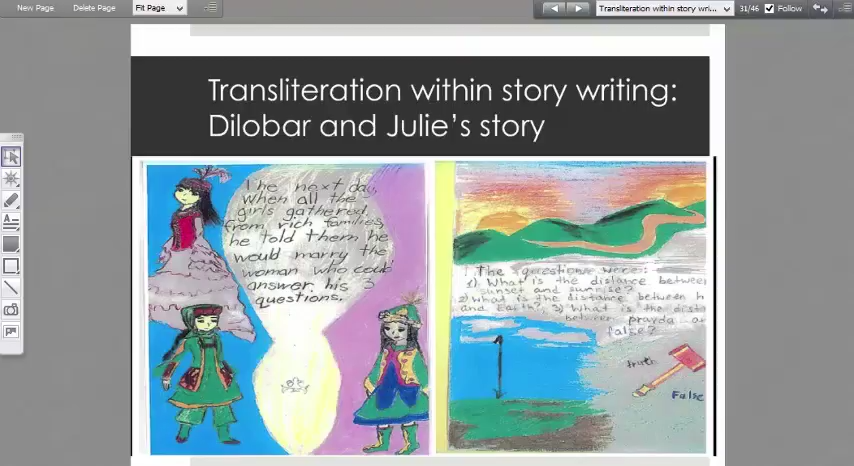 New Page Delete Page Fit Page
Transliteration within story wri... 31/46 Follow
Transliteration within story writing:
Dilobar and Julie's story
The next day,
When all the
girls gathered
from rich families,
he told them he
would marry the
woman who could
answer his 3
questions.
The questions were:
1) What is the distance between
sunset and sunrise?
2) What is the distance between h
and Earth? 3) What is the dista
between pravda an
false?
truth
False